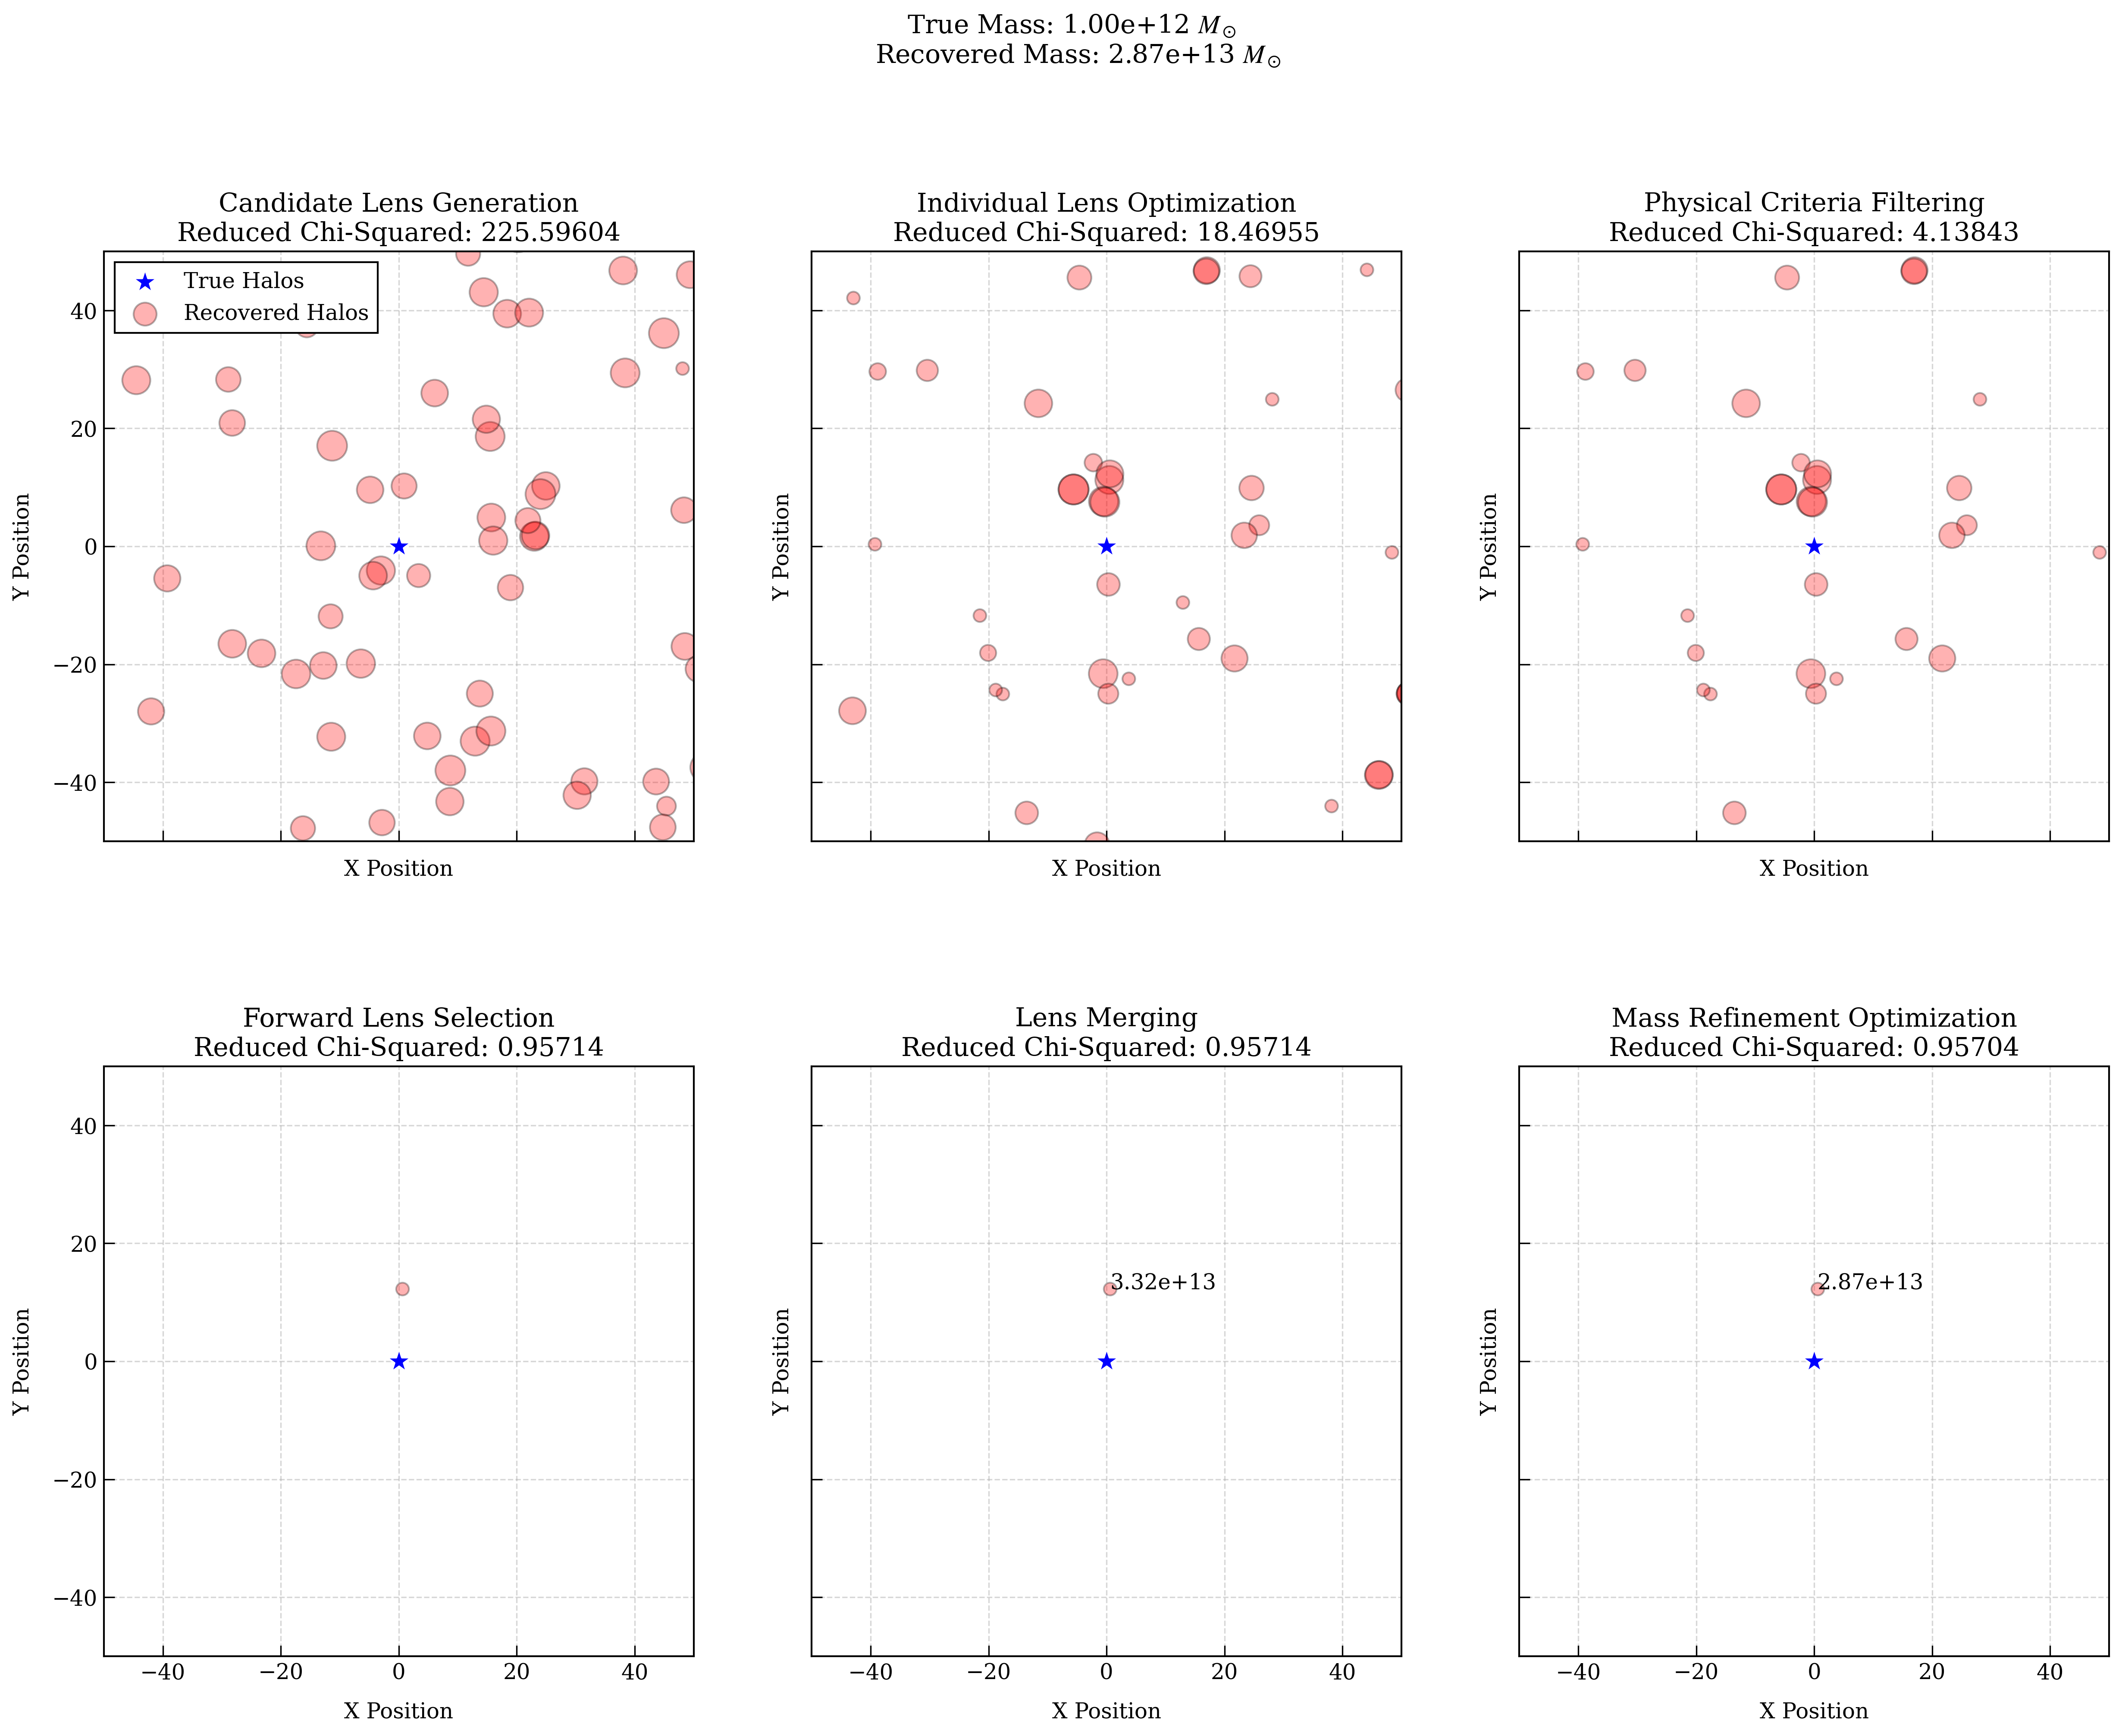 True Mass: 1.00e+12 M⊙
Recovered Mass: 2.87e+13 M⊙
Candidate Lens Generation
Reduced Chi-Squared: 225.59604
Individual Lens Optimization
Reduced Chi-Squared: 18.46955
Physical Criteria Filtering
Reduced Chi-Squared: 4.13843
True Halos
Recovered Halos
Y Position
40
20
0
−20
−40
X Position
Y Position
X Position
Y Position
X Position
Forward Lens Selection
Reduced Chi-Squared: 0.95714
Lens Merging
Reduced Chi-Squared: 0.95714
Mass Refinement Optimization
Reduced Chi-Squared: 0.95704
Y Position
40
20
0
−20
−40
−40 −20 0 20 40
X Position
Y Position
3.32e+13
−40 −20 0 20 40
X Position
Y Position
2.87e+13
−40 −20 0 20 40
X Position